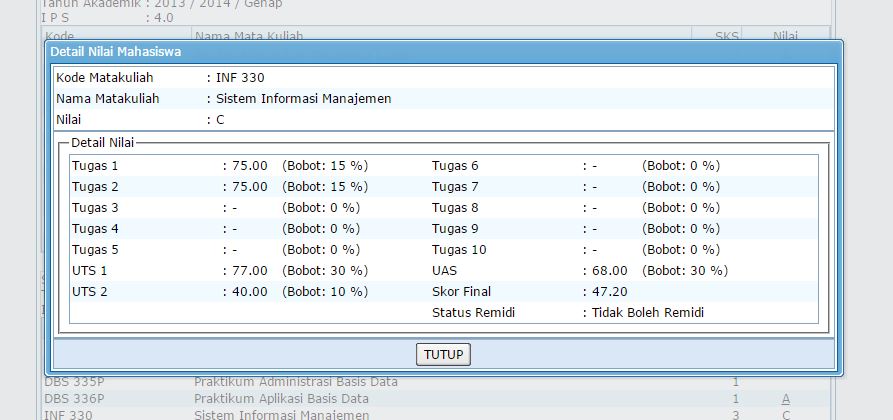 Tahun Akademik : 2013 / 2014 / Genap
I P S : 4.0
Kode Nama Mata Kuliah SKS Nilai
Detail Nilai Mahasiswa
Kode Matakuliah : INF 330
Nama Matakuliah : Sistem Informasi Manajemen
Nilai : C
Detail Nilai
Tugas 1 : 75.00 (Bobot: 15 %) Tugas 6 : - (Bobot: 0 %)
Tugas 2 : 75.00 (Bobot: 15 %) Tugas 7 : - (Bobot: 0 %)
Tugas 3 : - (Bobot: 0 %) Tugas 8 : - (Bobot: 0 %)
Tugas 4 : - (Bobot: 0 %) Tugas 9 : - (Bobot: 0 %)
Tugas 5 : - (Bobot: 0 %) Tugas 10 : - (Bobot: 0 %)
UTS 1 : 77.00 (Bobot: 30 %) UAS : 68.00 (Bobot: 30 %)
UTS 2 : 40.00 (Bobot: 10 %) Skor Final : 47.20
Status Remidi : Tidak Boleh Remidi
TUTUP
DBS 335P Praktikum Administrasi Basis Data 1
DBS 336P Praktikum Aplikasi Basis Data 1 A
INF 330 Sistem Informasi Manajemen 3 C